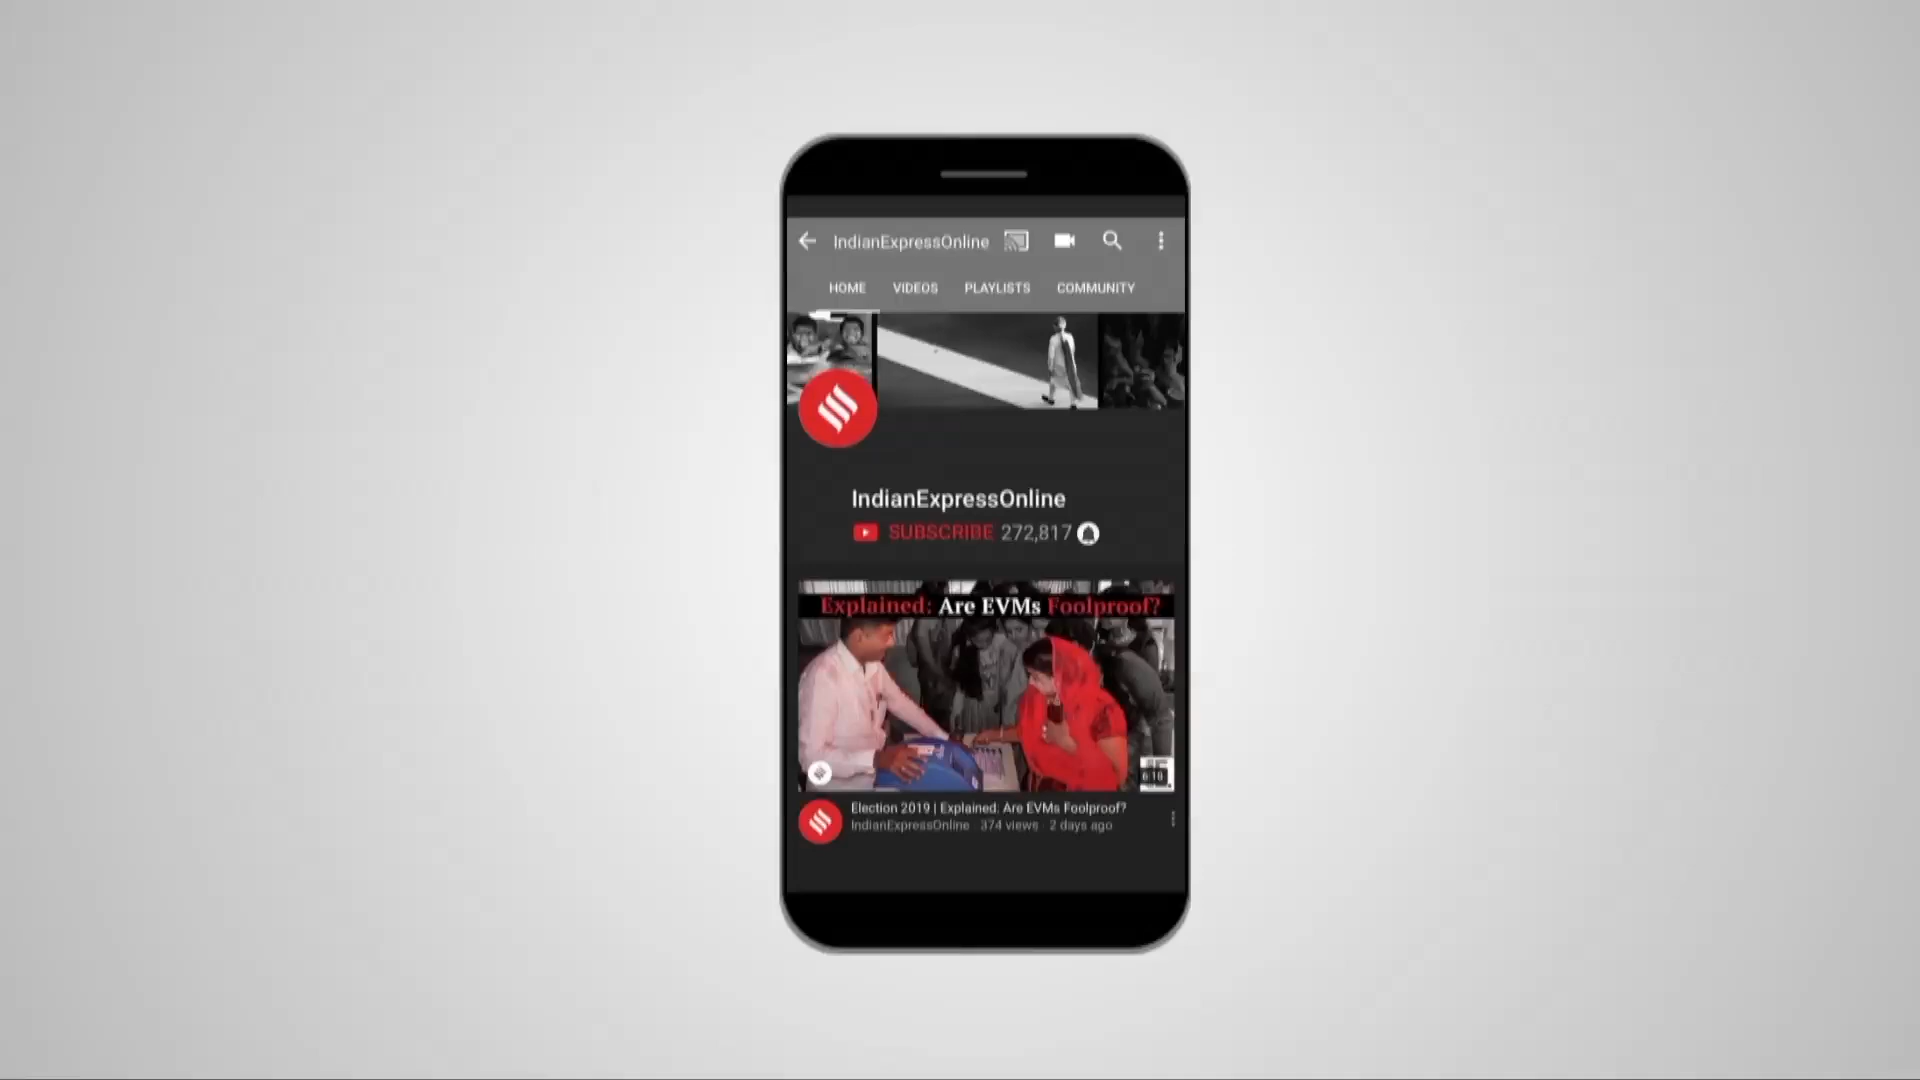 IndianExpressOnline
HOME VIDEOS PLAYLISTS COMMUNITY
IndianExpressOnline
SUBSCRIBE 272,817
Explained: Are EVMs Foolproof?
6:10
Election 2019 | Explained: Are EVMs Foolproof?
IndianExpressOnline · 374 views · 2 days ago